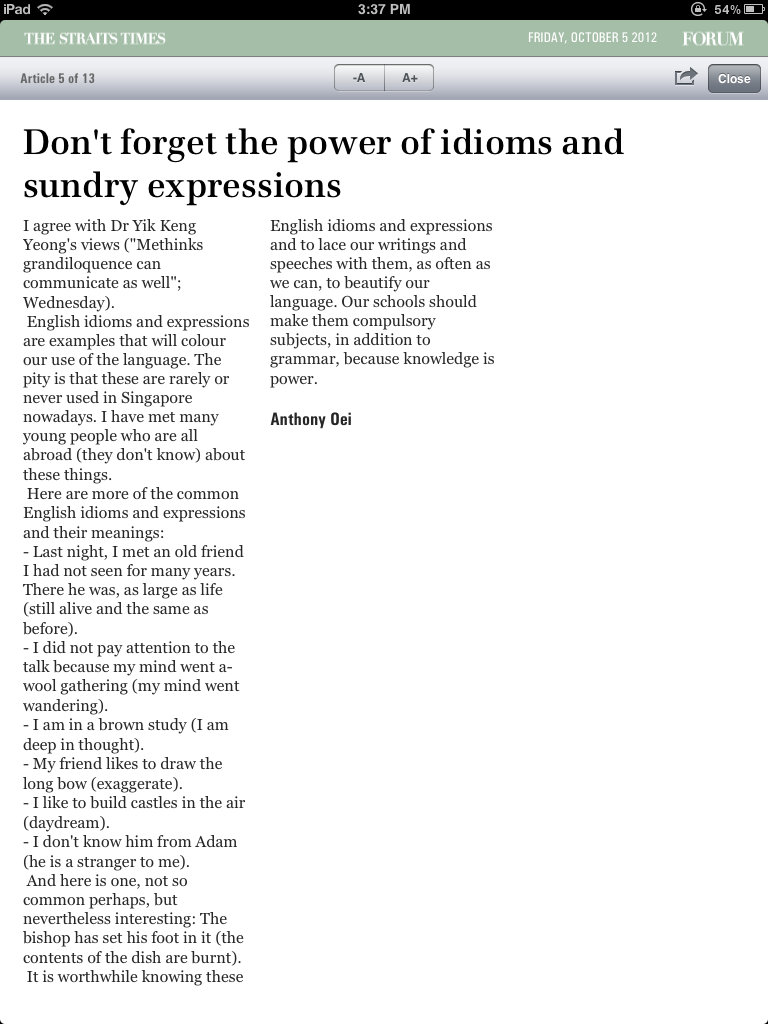 iPad 3:37 PM 54%
THE STRAITS TIMES FRIDAY, OCTOBER 5 2012 FORUM
Article 5 of 13 -A A+ Close
Don't forget the power of idioms and
sundry expressions
I agree with Dr Yik Keng
Yeong's views ("Methinks
grandiloquence can
communicate as well";
Wednesday).
English idioms and expressions
are examples that will colour
our use of the language. The
pity is that these are rarely or
never used in Singapore
nowadays. I have met many
young people who are all
abroad (they don't know) about
these things.
Here are more of the common
English idioms and expressions
and their meanings:
- Last night, I met an old friend
I had not seen for many years.
There he was, as large as life
(still alive and the same as
before).
- I did not pay attention to the
talk because my mind went a-
wool gathering (my mind went
wandering).
- I am in a brown study (I am
deep in thought).
- My friend likes to draw the
long bow (exaggerate).
- I like to build castles in the air
(daydream).
- I don't know him from Adam
(he is a stranger to me).
And here is one, not so
common perhaps, but
nevertheless interesting: The
bishop has set his foot in it (the
contents of the dish are burnt).
It is worthwhile knowing these
English idioms and expressions
and to lace our writings and
speeches with them, as often as
we can, to beautify our
language. Our schools should
make them compulsory
subjects, in addition to
grammar, because knowledge is
power.
Anthony Oei